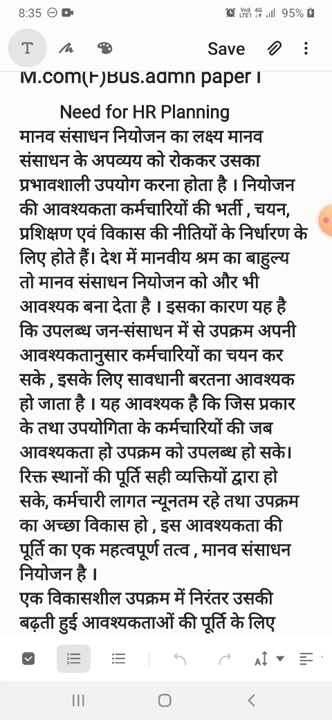 8:35
Vo)) 4G
LTE1
95%
T
Save
M.com(F)Bus.admn paper I
Need for HR Planning
मानव संसाधन नियोजन का लक्ष्य मानव
संसाधन के अपव्यय को रोककर उसका
प्रभावशाली उपयोग करना होता है । नियोजन
की आवश्यकता कर्मचारियों की भर्ती , चयन,
प्रशिक्षण एवं विकास की नीतियों के निर्धारण के
लिए होते हैं। देश में मानवीय श्रम का बाहुल्य
तो मानव संसाधन नियोजन को और भी
आवश्यक बना देता है । इसका कारण यह है
कि उपलब्ध जन-संसाधन में से उपक्रम अपनी
आवश्यकतानुसार कर्मचारियों का चयन कर
सके , इसके लिए सावधानी बरतना आवश्यक
हो जाता है । यह आवश्यक है कि जिस प्रकार
के तथा उपयोगिता के कर्मचारियों की जब
आवश्यकता हो उपक्रम को उपलब्ध हो सके।
रिक्त स्थानों की पूर्ति सही व्यक्तियों द्वारा हो
सके, कर्मचारी लागत न्यूनतम रहे तथा उपक्रम
का अच्छा विकास हो , इस आवश्यकता की
पूर्ति का एक महत्वपूर्ण तत्व , मानव संसाधन
नियोजन है ।
एक विकासशील उपक्रम में निरंतर उसकी
बढ़ती हुई आवश्यकताओं की पूर्ति के लिए